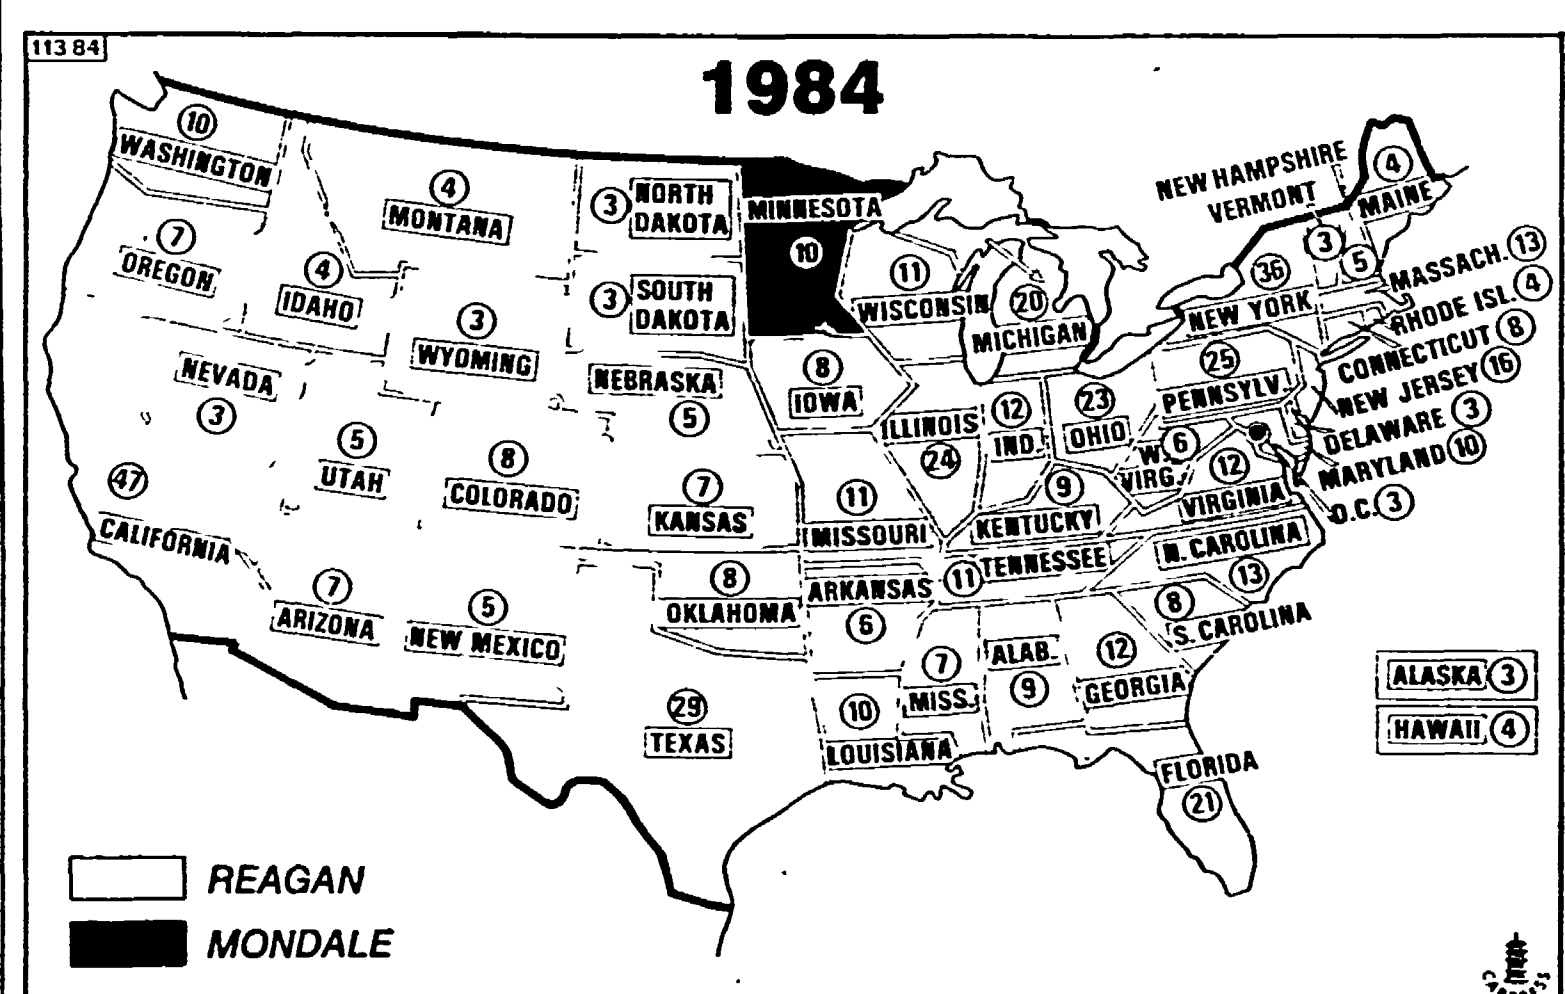 113 84
1984
10
WASHINGTON
4
MONTANA
3
NORTH
DAKOTA
MINNESOTA
10
NEW HAMPSHIRE
VERMONT
4
MAINE
7
OREGON
4
IDAHO
3
SOUTH
DAKOTA
11
WISCONSIN
20
MICHIGAN
36
NEW YORK
3
5
MASSACH. 13
RHODE ISL. 4
CONNECTICUT 8
NEW JERSEY 16
DELAWARE 3
MARYLAND 10
D.C. 3
3
WYOMING
NEVADA
3
NEBRASKA
5
8
IOWA
ILLINOIS
24
12
IND.
23
OHIO
25
PENNSYLV.
W.
6
VIRG.
12
VIRGINIA
47
CALIFORNIA
5
UTAH
8
COLORADO
7
KANSAS
11
MISSOURI
9
KENTUCKY
11
TENNESSEE
N. CAROLINA
13
7
ARIZONA
5
NEW MEXICO
8
OKLAHOMA
ARKANSAS
6
8
S. CAROLINA
7
MISS.
ALAB.
9
12
GEORGIA
29
TEXAS
10
LOUISIANA
FLORIDA
21
ALASKA 3
HAWAII 4
REAGAN
MONDALE